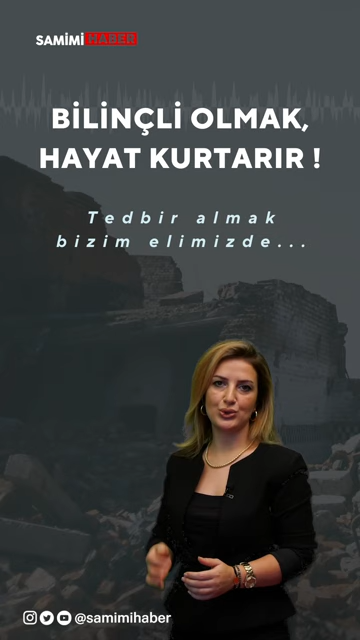 SAMİMİ HABER
BİLİNÇLİ OLMAK,
HAYAT KURTARIR !
Tedbir almak
bizim elimizde...
@samimihaber